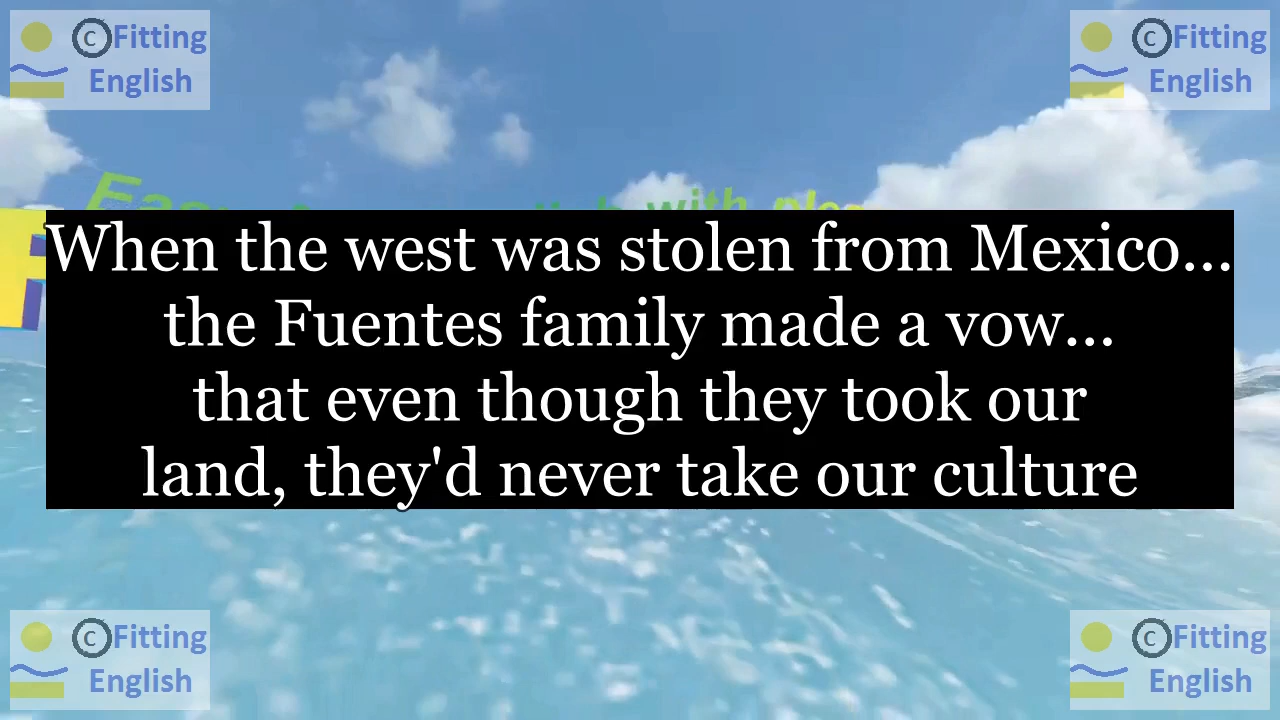 © Fitting
English
© Fitting
English
with
When the west was stolen from Mexico...
the Fuentes family made a vow...
that even though they took our
land, they'd never take our culture
© Fitting
English
© Fitting
English